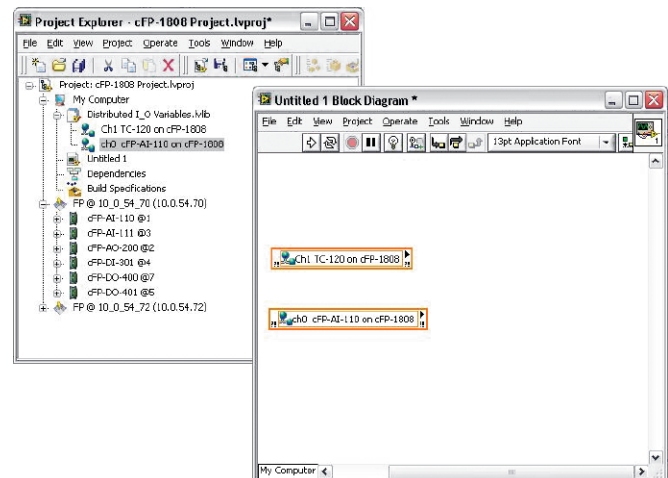 Project Explorer - cFP-1808 Project.lvproj*
File Edit View Project Operate Tools Window Help
Project: cFP-1808 Project.lvproj
My Computer
Distributed I_O Variables.lvlib
Ch1 TC-120 on cFP-1808
ch0 cFP-AI-110 on cFP-1808
Untitled 1
Dependencies
Build Specifications
FP @ 10_0_54_70 (10.0.54.70)
cFP-AI-110 @1
cFP-AI-111 @3
cFP-AO-200 @2
cFP-DI-301 @4
cFP-DO-400 @7
cFP-DO-401 @6
FP @ 10_0_54_72 (10.0.54.72)
Untitled 1 Block Diagram *
File Edit View Project Operate Tools Window Help
13pt Application Font
Ch1 TC-120 on cFP-1808
ch0 cFP-AI-110 on cFP-1808
My Computer